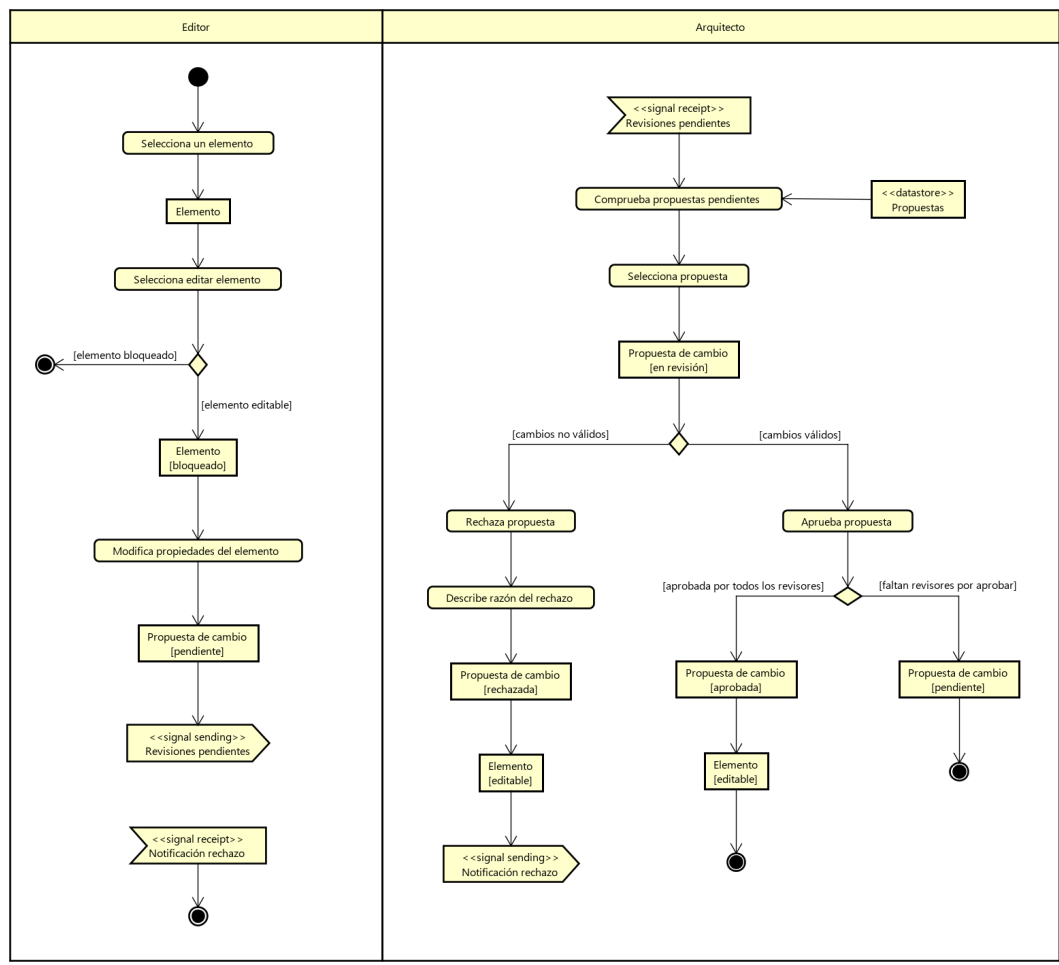 Editor
Arquitecto
Selecciona un elemento
Elemento
Selecciona editar elemento
[elemento bloqueado]
[elemento editable]
Elemento
[bloqueado]
Modifica propiedades del elemento
Propuesta de cambio
[pendiente]
<<signal sending>>
Revisiones pendientes
<<signal receipt>>
Notificación rechazo
<<signal receipt>>
Revisiones pendientes
Comprueba propuestas pendientes
<<datastore>>
Propuestas
Selecciona propuesta
Propuesta de cambio
[en revisión]
[cambios no válidos]
[cambios válidos]
Rechaza propuesta
Aprueba propuesta
Describe razón del rechazo
[aprobada por todos los revisores]
[faltan revisores por aprobar]
Propuesta de cambio
[rechazada]
Propuesta de cambio
[aprobada]
Propuesta de cambio
[pendiente]
Elemento
[editable]
Elemento
[editable]
<<signal sending>>
Notificación rechazo